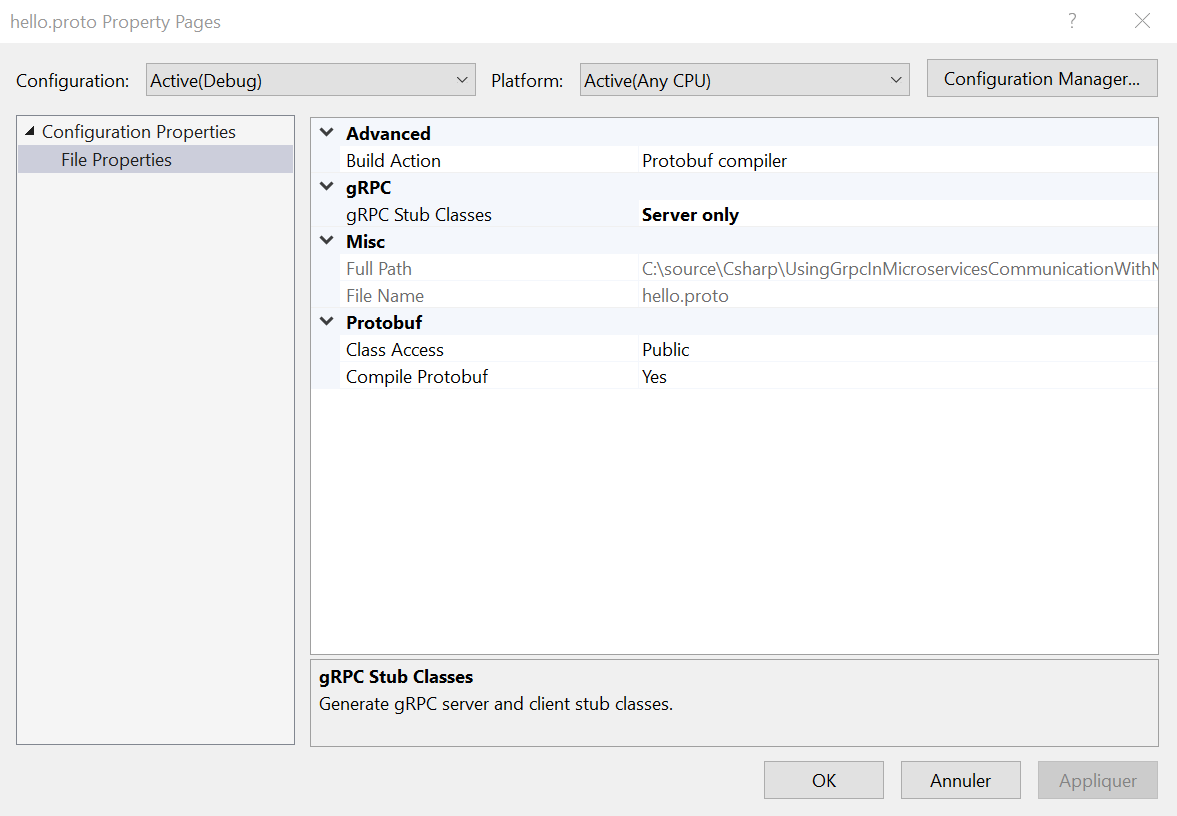 hello.proto Property Pages
?
Configuration: Active(Debug) Platform: Active(Any CPU) Configuration Manager...
Configuration Properties
File Properties
Advanced
Build Action Protobuf compiler
gRPC
gRPC Stub Classes Server only
Misc
Full Path C:\source\Csharp\UsingGrpcInMicroservicesCommunicationWithN
File Name hello.proto
Protobuf
Class Access Public
Compile Protobuf Yes
gRPC Stub Classes
Generate gRPC server and client stub classes.
OK Annuler Appliquer